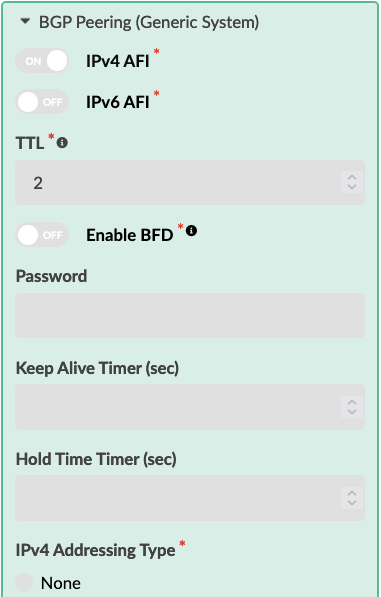 BGP Peering (Generic System)
ON IPv4 AFI *
OFF IPv6 AFI *
TTL *
2
OFF Enable BFD *
Password
Keep Alive Timer (sec)
Hold Time Timer (sec)
IPv4 Addressing Type *
None